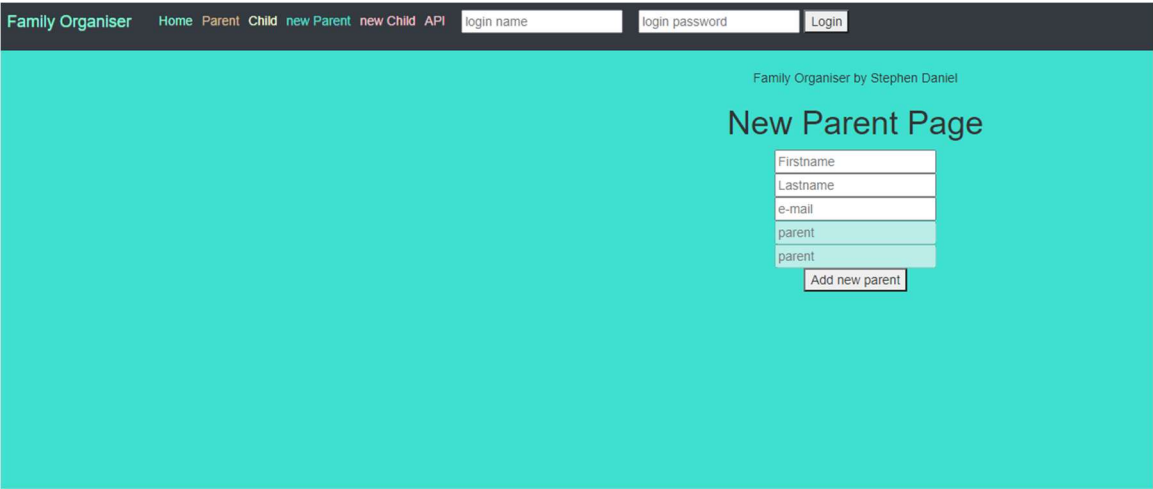 Family Organiser Home Parent Child new Parent new Child API login name login password Login
Family Organiser by Stephen Daniel
New Parent Page
Firstname
Lastname
e-mail
parent
parent
Add new parent